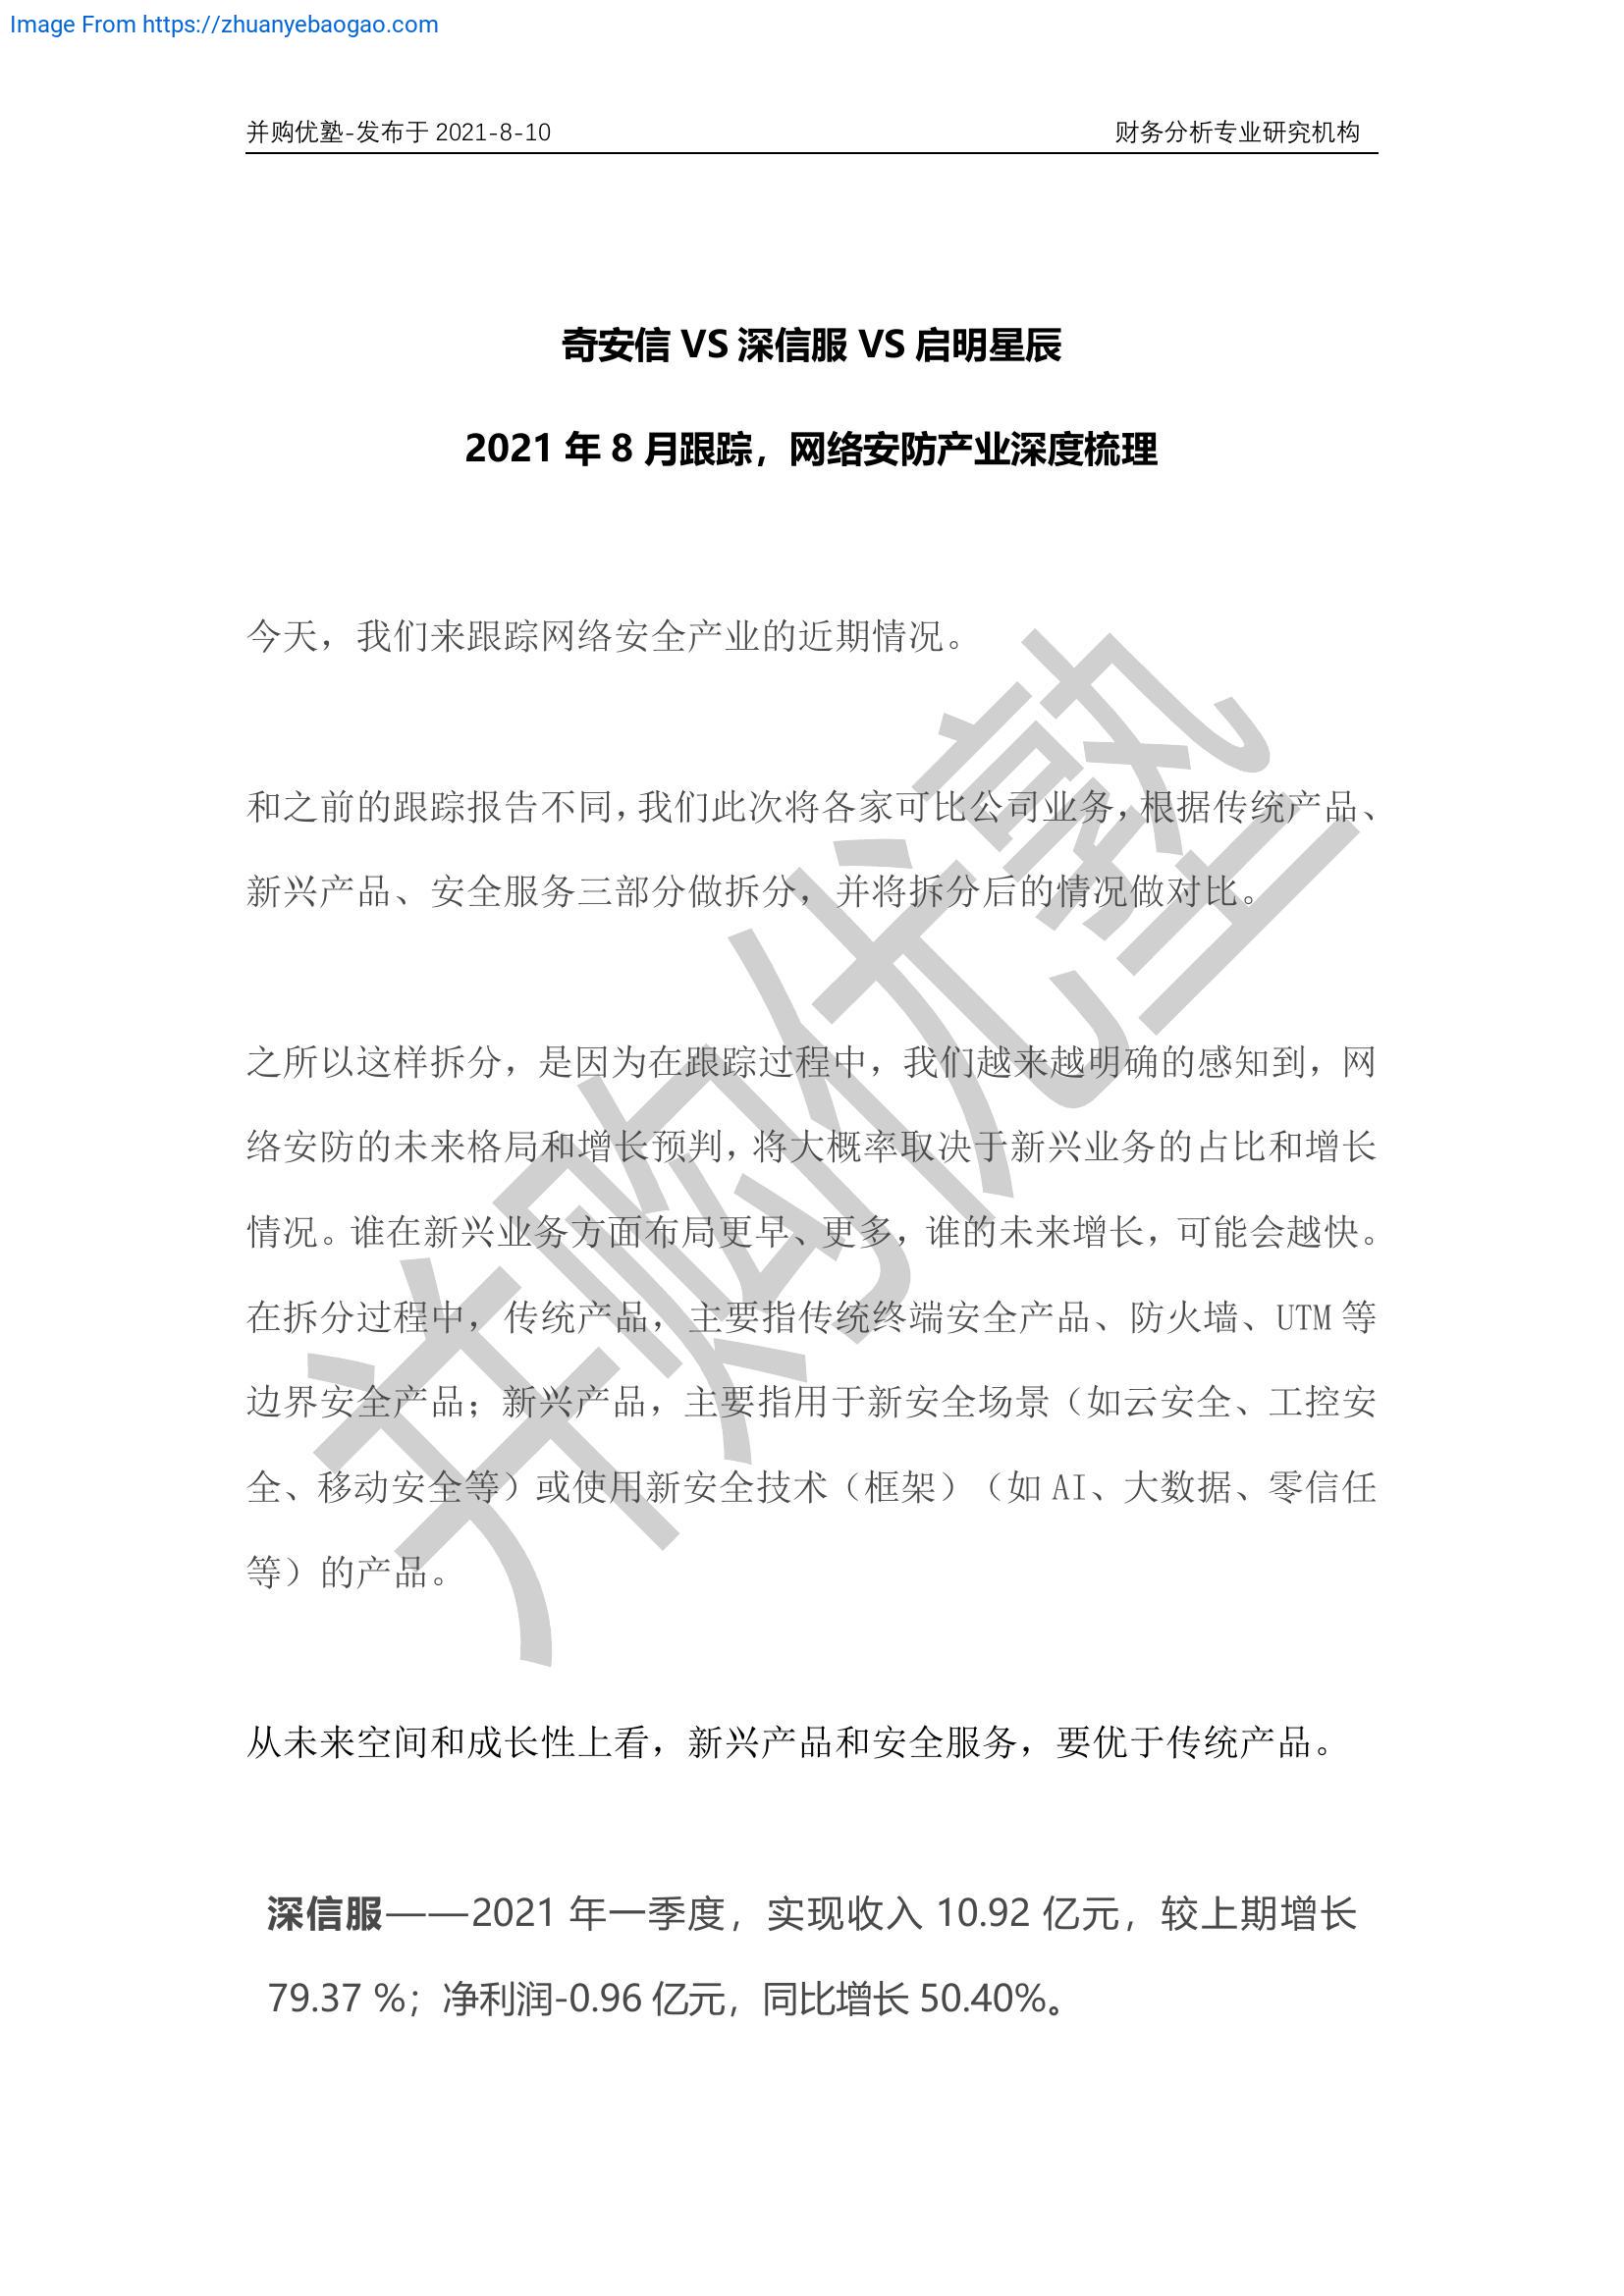 Image From https://zhuanyebaogao.com
并购优塾-发布于 2021-8-10 财务分析专业研究机构
奇安信 VS 深信服 VS 启明星辰
2021 年 8 月跟踪，网络安防产业深度梳理
今天，我们来跟踪网络安全产业的近期情况。
和之前的跟踪报告不同，我们此次将各家可比公司业务，根据传统产品、
新兴产品、安全服务三部分做拆分，并将拆分后的情况做对比。
之所以这样拆分，是因为在跟踪过程中，我们越来越明确的感知到，网
络安防的未来格局和增长预判，将大概率取决于新兴业务的占比和增长
情况。谁在新兴业务方面布局更早、更多，谁的未来增长，可能会越快。
在拆分过程中，传统产品，主要指传统终端安全产品、防火墙、UTM 等
边界安全产品；新兴产品，主要指用于新安全场景（如云安全、工控安
全、移动安全等）或使用新安全技术（框架）（如 AI、大数据、零信任
等）的产品。
从未来空间和成长性上看，新兴产品和安全服务，要优于传统产品。
深信服——2021 年一季度，实现收入 10.92 亿元，较上期增长
79.37 %；净利润-0.96 亿元，同比增长 50.40%。
并购优塾